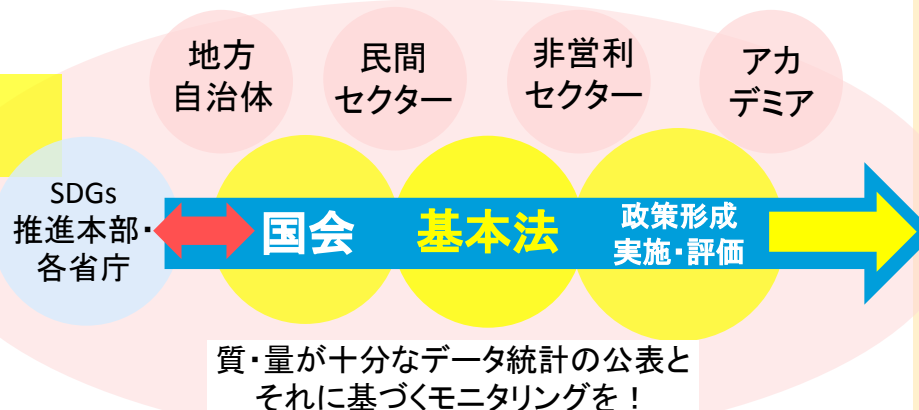 地方
自治体
民間
セクター
非営利
セクター
アカ
デミア
SDGs
推進本部・
各省庁
国会
基本法
政策形成
実施・評価
質・量が十分なデータ統計の公表と
それに基づくモニタリングを！